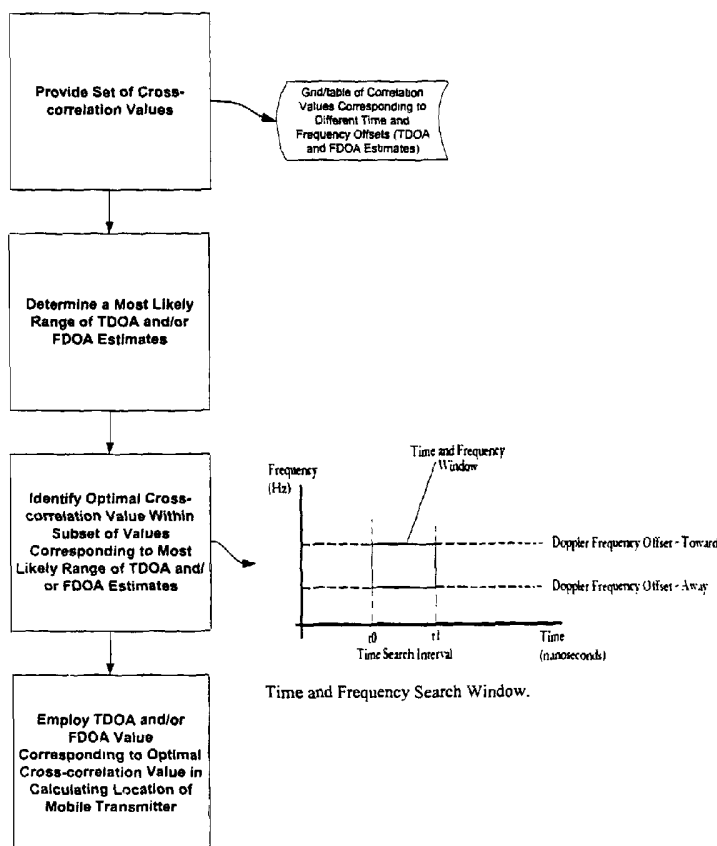 Provide Set of Cross-
correlation Values
Grid/table of Correlation
Values Corresponding to
Different Time and
Frequency Offsets (TDOA
and FDOA Estimates)
Determine a Most Likely
Range of TDOA and/or
FDOA Estimates
Identify Optimal Cross-
correlation Value Within
Subset of Values
Corresponding to Most
Likely Range of TDOA and/
or FDOA Estimates
Time and Frequency
Window
Frequency
(Hz)
Doppler Frequency Offset - Toward
Doppler Frequency Offset - Away
t0
t1
Time
Time Search Interval
(nanoseconds)
Time and Frequency Search Window.
Employ TDOA and/or
FDOA Value
Corresponding to Optimal
Cross-correlation Value in
Calculating Location of
Mobile Transmitter